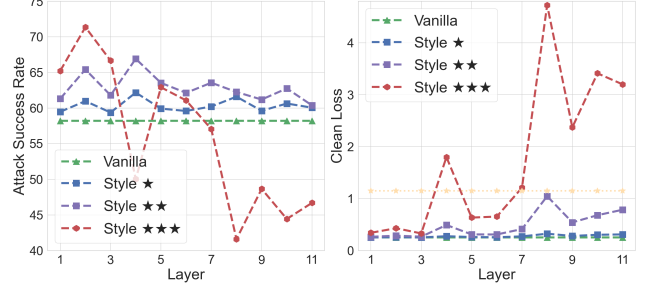 75
70
65
60
55
50
45
40
Attack Success Rate
Vanilla
Style ★
Style ★★
Style ★★★
1 3 5 7 9 11
Layer
4
3
2
1
0
Clean Loss
Vanilla
Style ★
Style ★★
Style ★★★
1 3 5 7 9 11
Layer